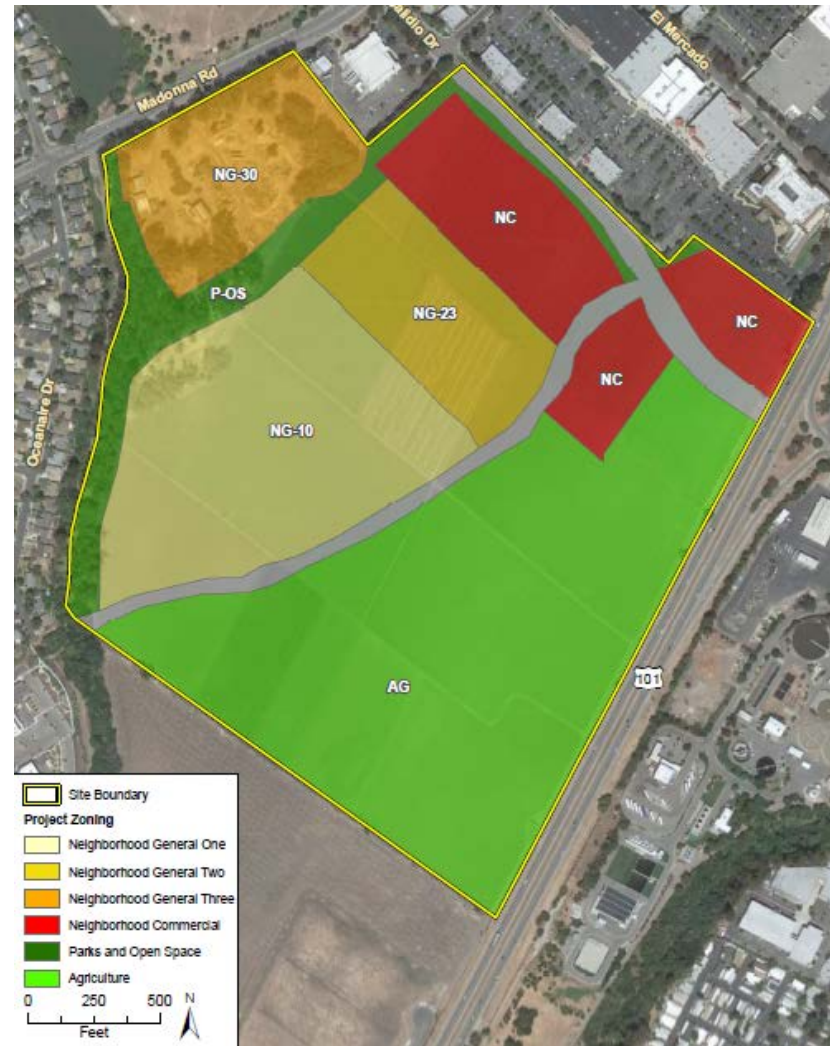 Madonna Rd
El Mercado
NG-30
NC
P-OS
NG-23
NC
NC
NG-10
Oceanaire Dr
AG
101
Site Boundary
Project Zoning
Neighborhood General One
Neighborhood General Two
Neighborhood General Three
Neighborhood Commercial
Parks and Open Space
Agriculture
0 250 500 N
Feet